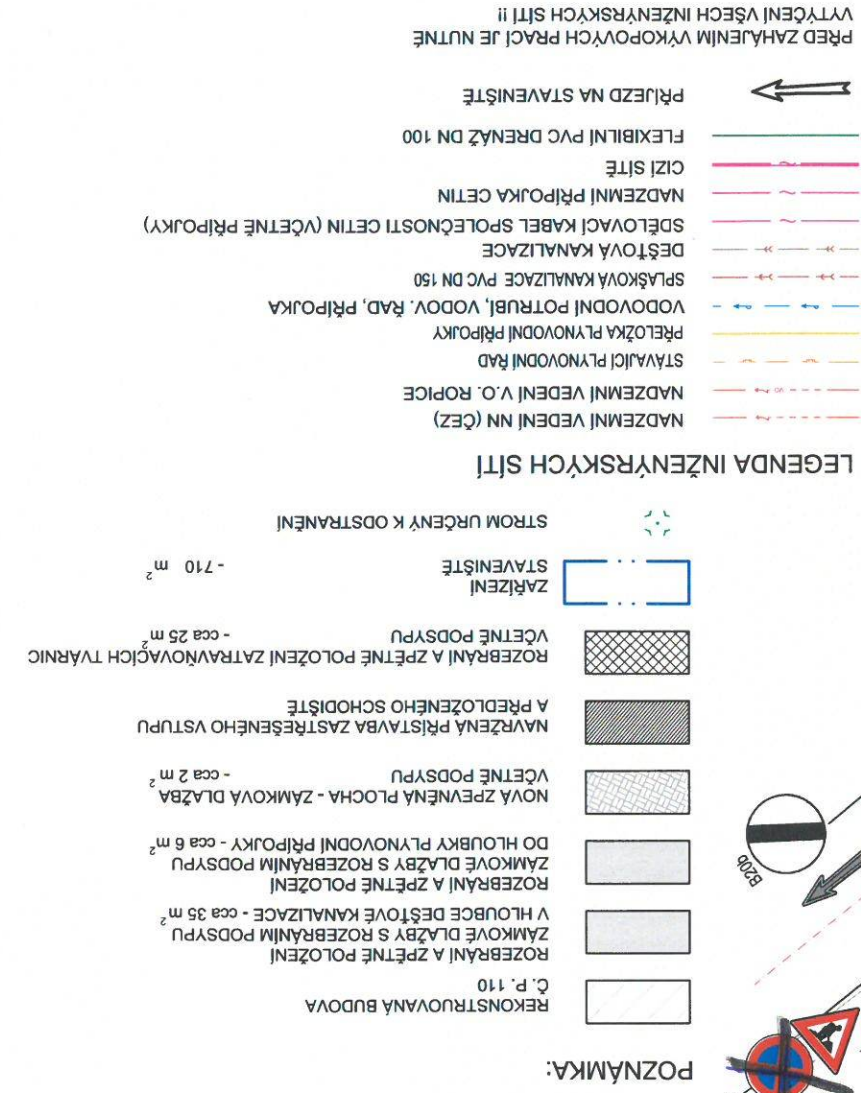 POZNÁMKA:
REKONSTRUOVANÁ BUDOVA
Č. P. 110
ROZEBRÁNÍ A ZPĚTNÉ POLOŽENÍ
ZÁMKOVÉ DLAŽBY S ROZEBRÁNÍM PODSYPU
V HLOUBCE DEŠŤOVÉ KANALIZACE - cca 35 m²
ROZEBRÁNÍ A ZPĚTNÉ POLOŽENÍ
ZÁMKOVÉ DLAŽBY S ROZEBRÁNÍM PODSYPU
DO HLOUBKY PLYNOVODNÍ PŘÍPOJKY - cca 6 m²
NOVÁ ZPEVNĚNÁ PLOCHA - ZÁMKOVÁ DLAŽBA
VČETNĚ PODSYPU - cca 2 m²
NAVRŽENÁ PŘÍSTAVBA ZASTŘEŠENÉHO VSTUPU
A PŘEDLOŽENÉHO SCHODIŠTĚ
ROZEBRÁNÍ A ZPĚTNÉ POLOŽENÍ ZATRAVŇOVACÍCH TVÁRNIC
VČETNĚ PODSYPU - cca 25 m²
ZAŘÍZENÍ
STAVENIŠTĚ - 710 m²
STROM URČENÝ K ODSTRANĚNÍ
B20b
LEGENDA INŽENÝRSKÝCH SÍTÍ
NADZEMNÍ VEDENÍ NN (ČEZ)
NADZEMNÍ VEDENÍ V.O. ROPICE
STÁVAJÍCÍ PLYNOVODNÍ ŘAD
PŘELOŽKA PLYNOVODNÍ PŘÍPOJKY
VODOVODNÍ POTRUBÍ, VODOV. ŘAD, PŘÍPOJKA
SPLAŠKOVÁ KANALIZACE PVC DN 150
DEŠŤOVÁ KANALIZACE
SDĚLOVACÍ KABEL SPOLEČNOSTI CETIN (VČETNĚ PŘÍPOJKY)
NADZEMNÍ PŘÍPOJKA CETIN
CIZÍ SÍTĚ
FLEXIBILNÍ PVC DRENÁŽ DN 100
PŘÍJEZD NA STAVENIŠTĚ
PŘED ZAHÁJENÍM VÝKOPOVÝCH PRACÍ JE NUTNÉ
VYTÝČENÍ VŠECH INŽENÝRSKÝCH SÍTÍ !!